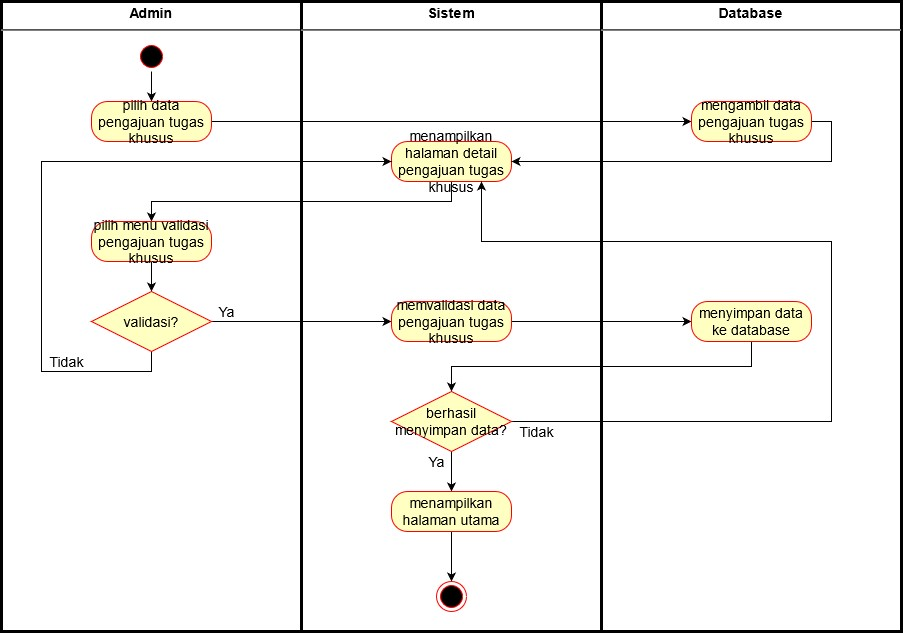 Admin
Sistem
Database
pilih data
pengajuan tugas
khusus
mengambil data
pengajuan tugas
khusus
menampilkan
halaman detail
pengajuan tugas
khusus
pilih menu validasi
pengajuan tugas
khusus
validasi?
Ya
Tidak
memvalidasi data
pengajuan tugas
khusus
menyimpan data
ke database
berhasil
menyimpan data?
Tidak
Ya
menampilkan
halaman utama